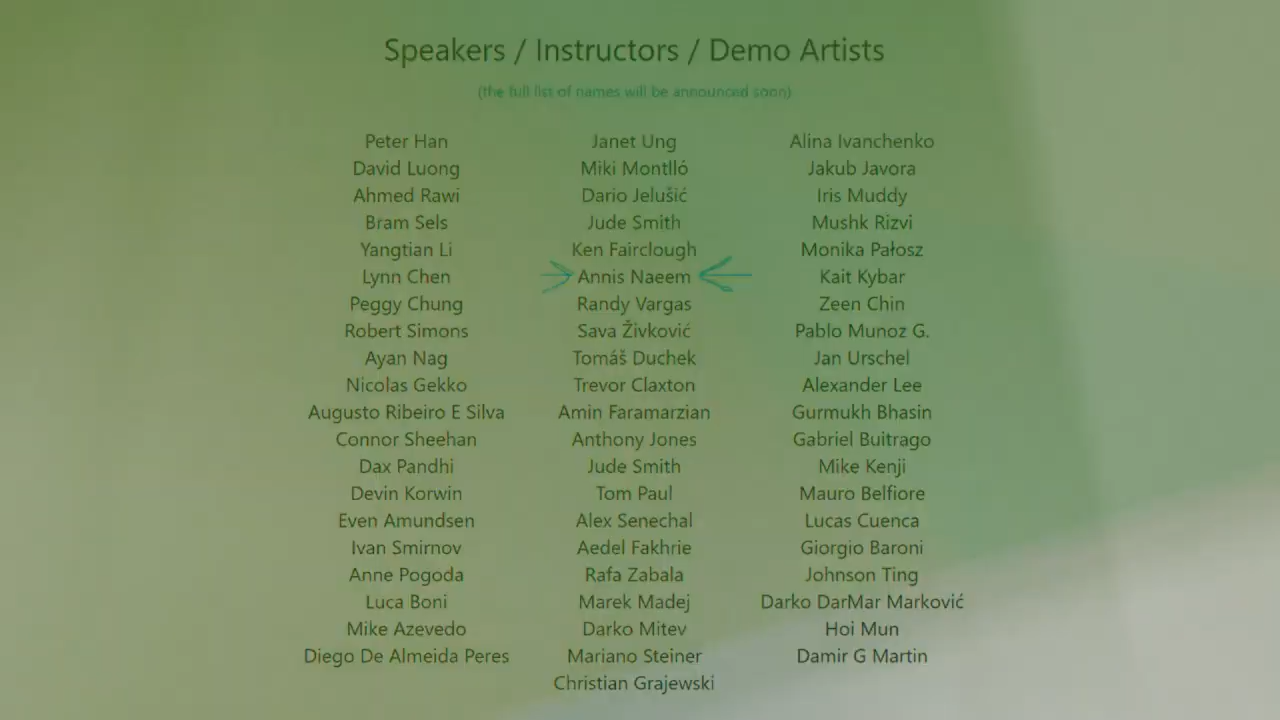 Speakers / Instructors / Demo Artists
(the full list of names will be announced soon)
Peter Han
David Luong
Ahmed Rawi
Bram Sels
Yangtian Li
Lynn Chen
Peggy Chung
Robert Simons
Ayan Nag
Nicolas Gekko
Augusto Ribeiro E Silva
Connor Sheehan
Dax Pandhi
Devin Korwin
Even Amundsen
Ivan Smirnov
Anne Pogoda
Luca Boni
Mike Azevedo
Diego De Almeida Peres
Janet Ung
Miki Montlló
Dario Jelušić
Jude Smith
Ken Fairclough
Annis Naeem
Randy Vargas
Sava Živković
Tomáš Duchek
Trevor Claxton
Amin Faramarzian
Anthony Jones
Jude Smith
Tom Paul
Alex Senechal
Aedel Fakhrie
Rafa Zabala
Marek Madej
Darko Mitev
Mariano Steiner
Christian Grajewski
Alina Ivanchenko
Jakub Javora
Iris Muddy
Mushk Rizvi
Monika Pałosz
Kait Kybar
Zeen Chin
Pablo Munoz G.
Jan Urschel
Alexander Lee
Gurmukh Bhasin
Gabriel Buitrago
Mike Kenji
Mauro Belfiore
Lucas Cuenca
Giorgio Baroni
Johnson Ting
Darko DarMar Marković
Hoi Mun
Damir G Martin